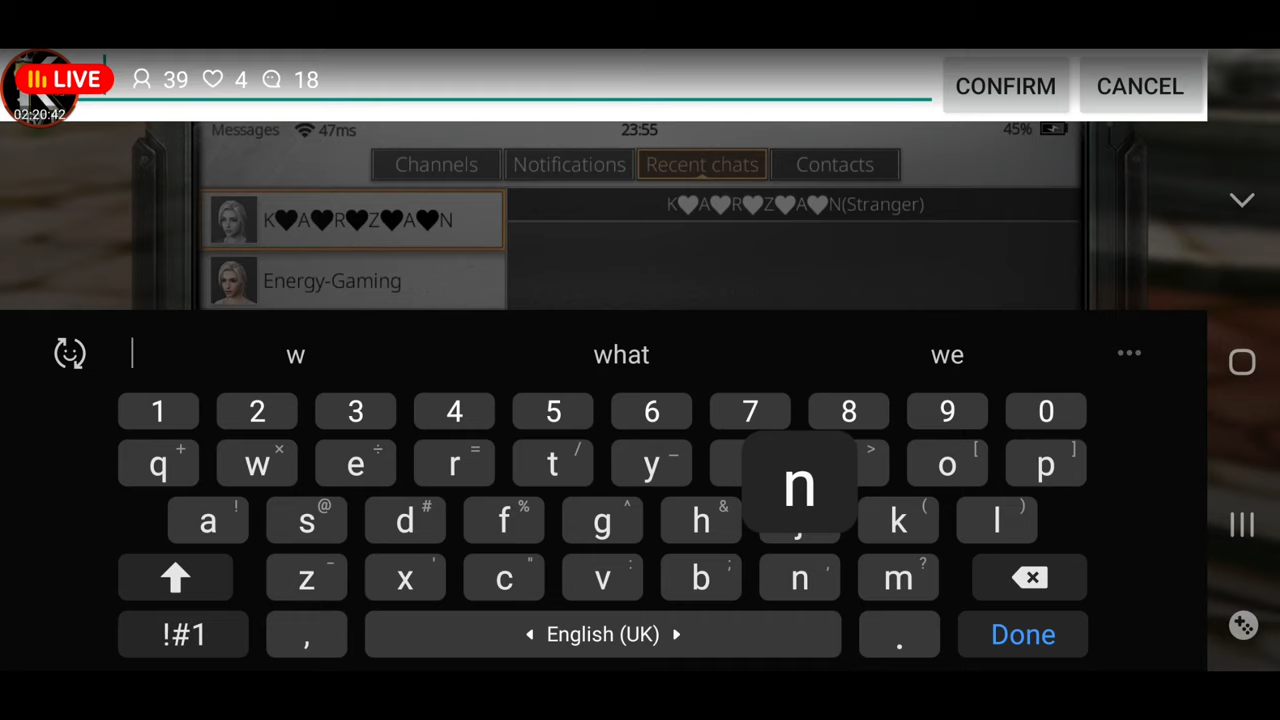 LIVE 39 4 18
02:20:42
CONFIRM CANCEL
Messages 47ms 23:55 45%
Channels Notifications Recent chats Contacts
K🖤A🖤R🖤Z🖤A🖤N K🖤A🖤R🖤Z🖤A🖤N(Stranger)
Energy-Gaming
w what we
1 2 3 4 5 6 7 8 9 0
q + w × e ÷ r = t / y _ > o [ p ]
n
a ! s @ d # f % g ^ h & k ( l )
z - x ' c " v : b ; n , m ?
!#1 , English (UK) . Done